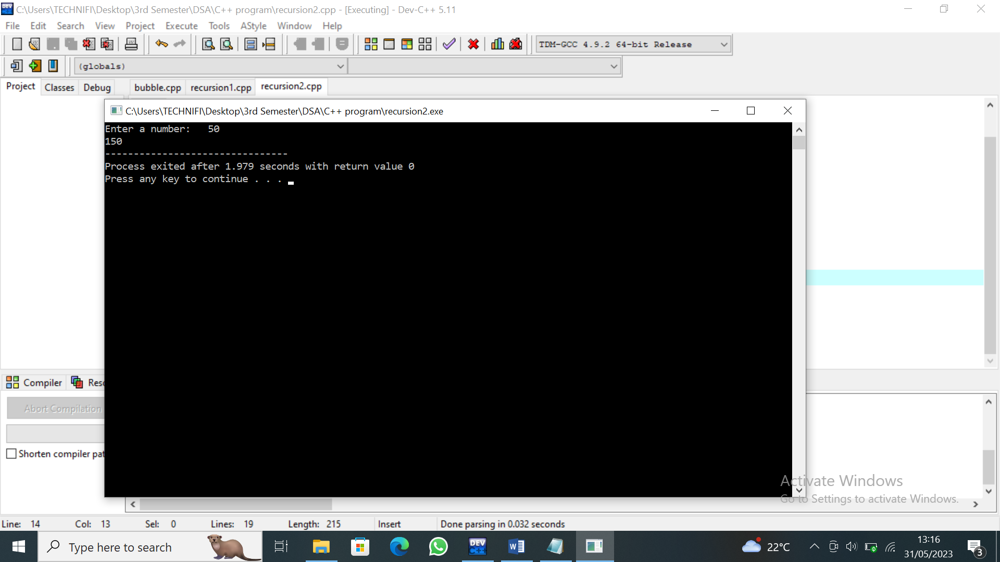 C:\Users\TECHNIFI\Desktop\3rd Semester\DSA\C++ program\recursion2.cpp - [Executing] - Dev-C++ 5.11
File Edit Search View Project Execute Tools AStyle Window Help
TDM-GCC 4.9.2 64-bit Release
(globals)
Project Classes Debug bubble.cpp recursion1.cpp recursion2.cpp
C:\Users\TECHNIFI\Desktop\3rd Semester\DSA\C++ program\recursion2.exe
Enter a number:   50
150
--------------------------------
Process exited after 1.979 seconds with return value 0
Press any key to continue . . .
Compiler Reso
Abort Compilation
Shorten compiler pat
Activate Windows
Go to Settings to activate Windows.
Line: 14 Col: 13 Sel: 0 Lines: 19 Length: 215 Insert Done parsing in 0.032 seconds
Type here to search
DEV C++
W
22°C
13:16
31/05/2023
3